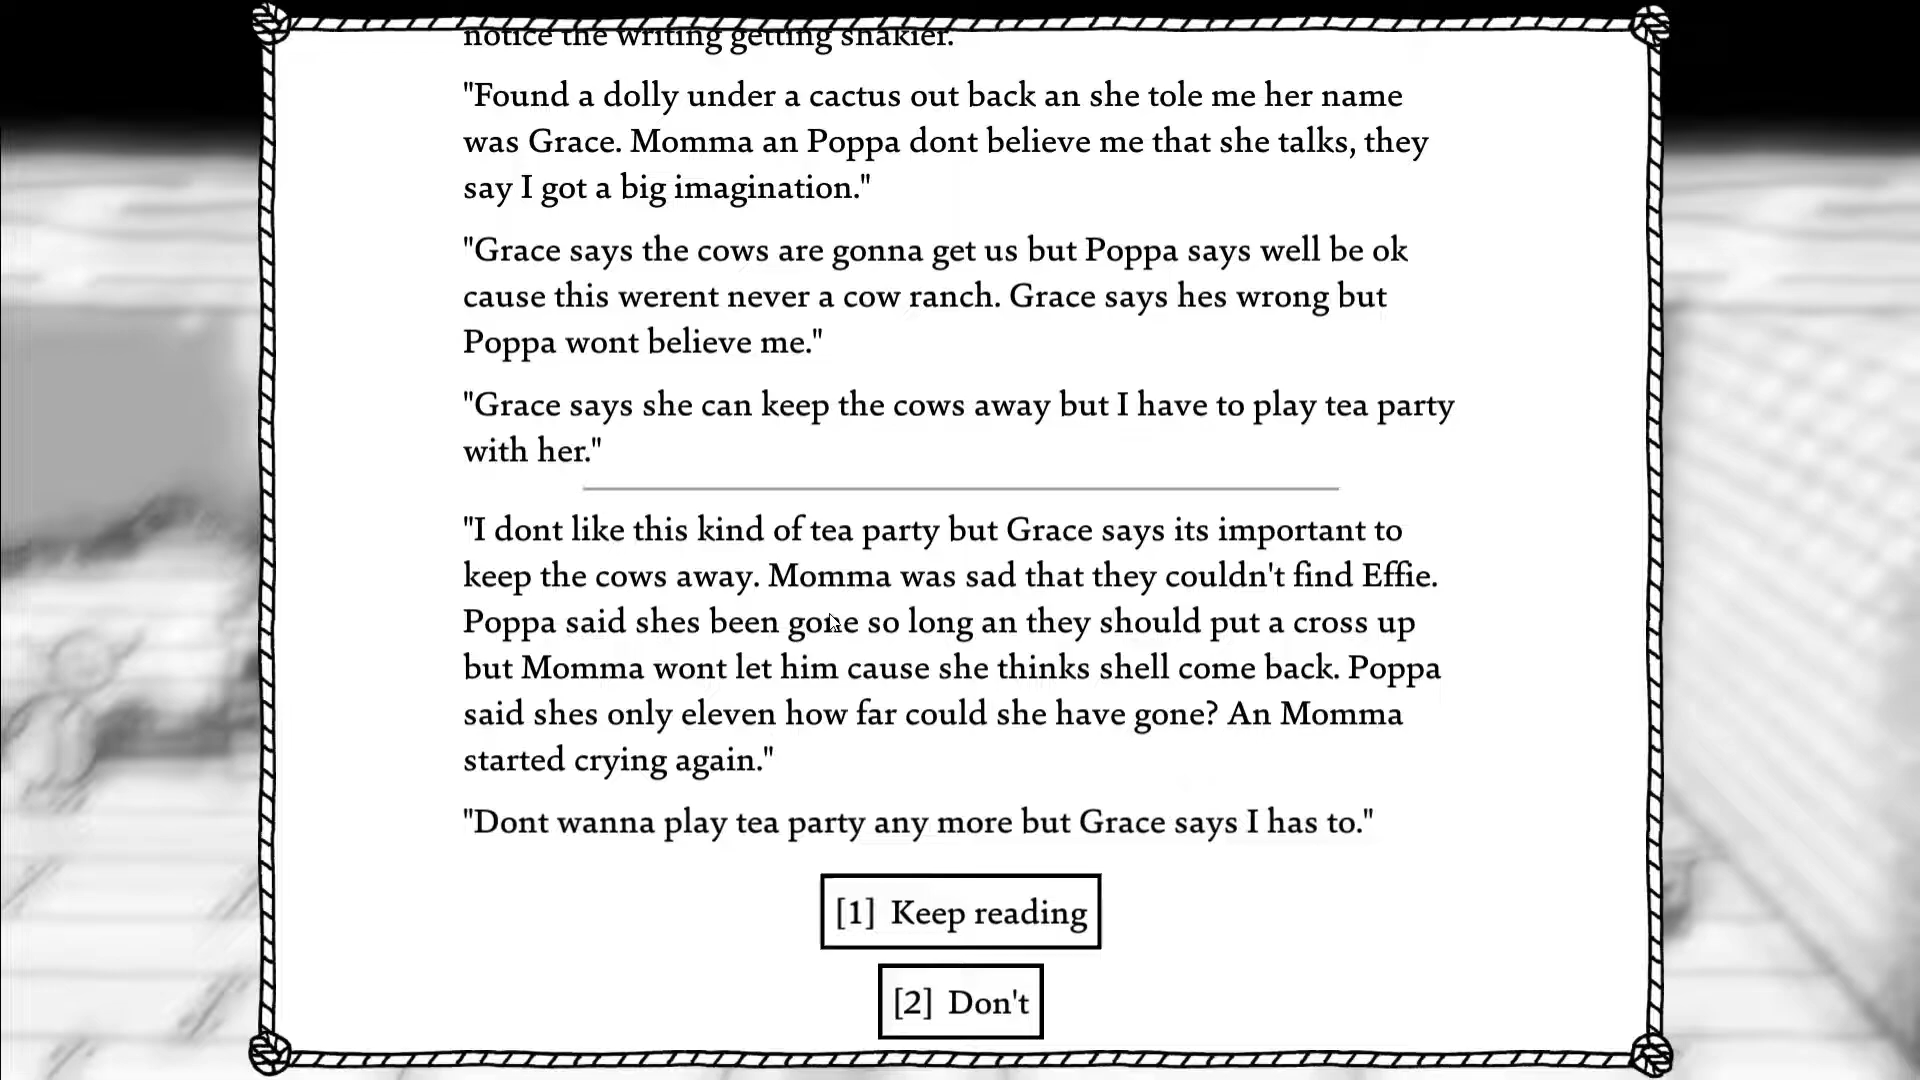 notice the writing getting shakier.
"Found a dolly under a cactus out back an she tole me her name
was Grace. Momma an Poppa dont believe me that she talks, they
say I got a big imagination."
"Grace says the cows are gonna get us but Poppa says well be ok
cause this werent never a cow ranch. Grace says hes wrong but
Poppa wont believe me."
"Grace says she can keep the cows away but I have to play tea party
with her."
"I dont like this kind of tea party but Grace says its important to
keep the cows away. Momma was sad that they couldn't find Effie.
Poppa said shes been gone so long an they should put a cross up
but Momma wont let him cause she thinks shell come back. Poppa
said shes only eleven how far could she have gone? An Momma
started crying again."
"Dont wanna play tea party any more but Grace says I has to."
[1] Keep reading
[2] Don't